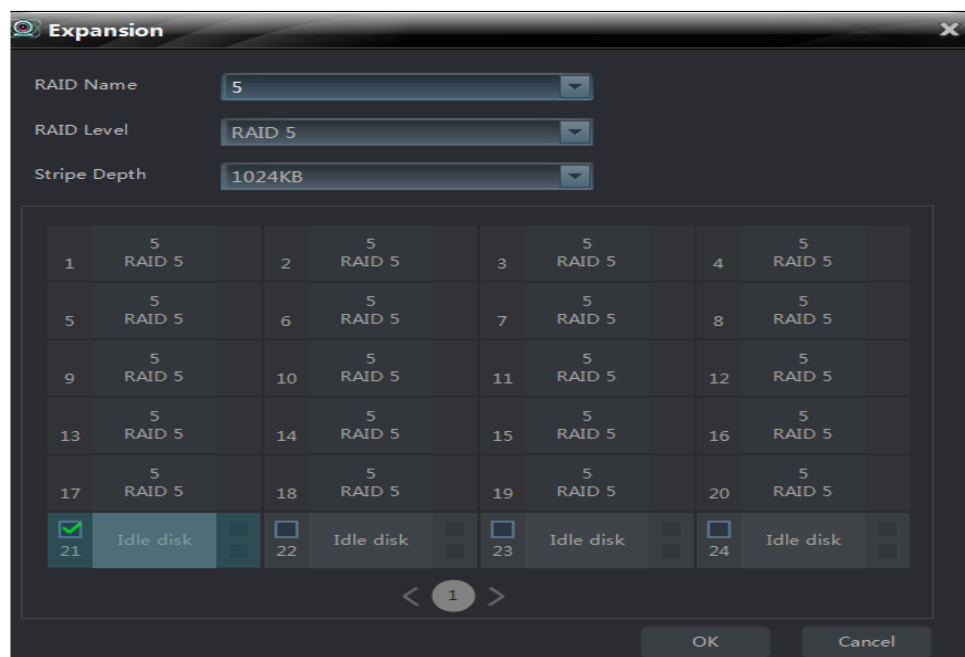 Expansion
RAID Name 5
RAID Level RAID 5
Stripe Depth 1024KB
5 5 5 5
1 RAID 5 2 RAID 5 3 RAID 5 4 RAID 5
5 5 5 5
5 RAID 5 6 RAID 5 7 RAID 5 8 RAID 5
5 5 5 5
9 RAID 5 10 RAID 5 11 RAID 5 12 RAID 5
5 5 5 5
13 RAID 5 14 RAID 5 15 RAID 5 16 RAID 5
5 5 5 5
17 RAID 5 18 RAID 5 19 RAID 5 20 RAID 5
21 Idle disk 22 Idle disk 23 Idle disk 24 Idle disk
< 1 >
OK Cancel